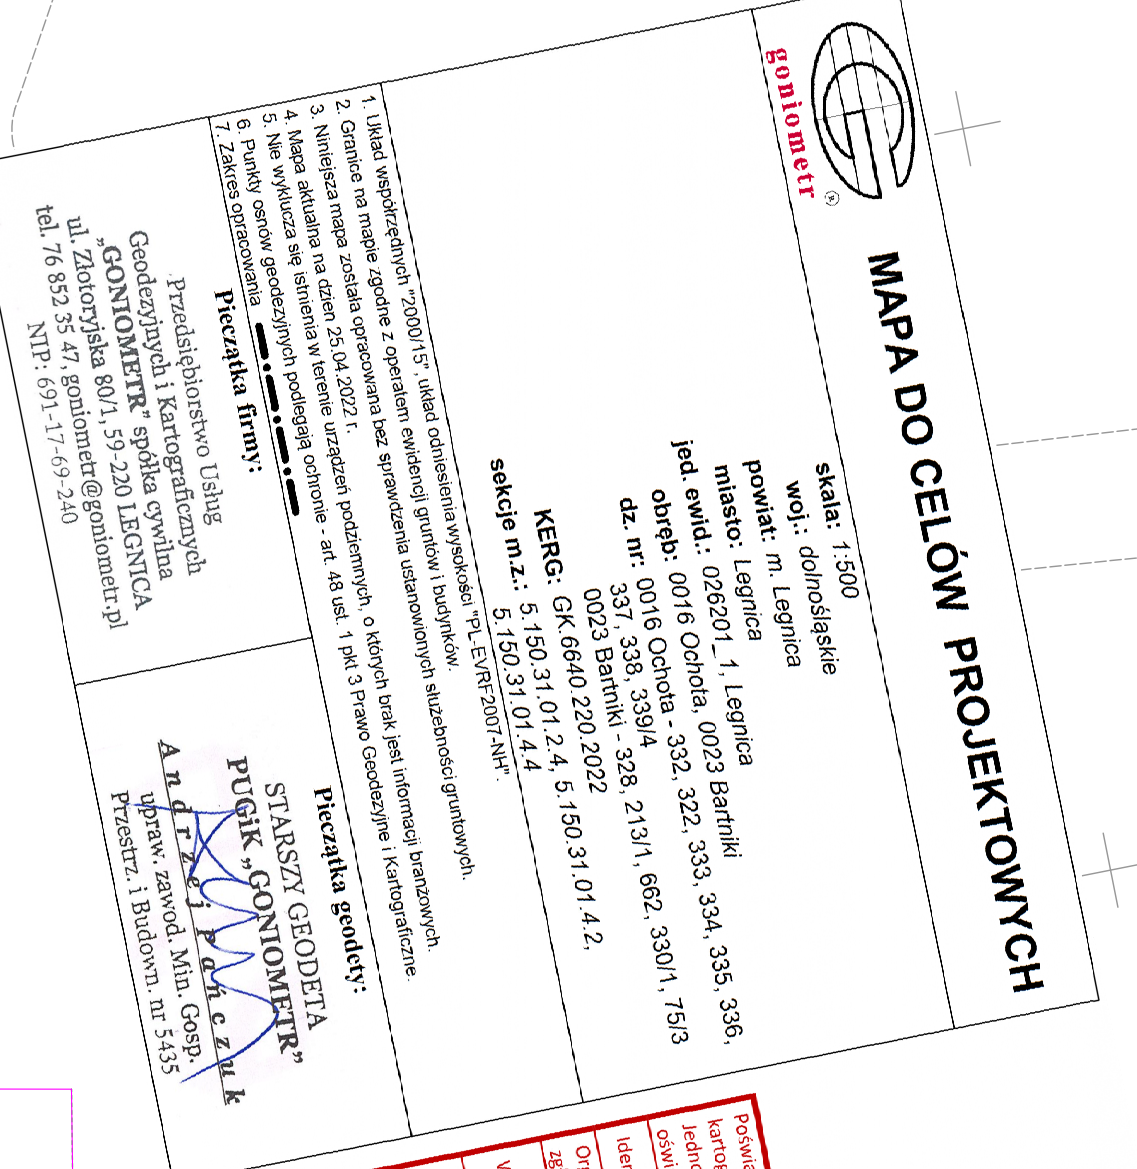 goniometr
®
MAPA DO CELÓW PROJEKTOWYCH
skala: 1:500
woj.: dolnośląskie
powiat: m. Legnica
miasto: Legnica
jed. ewid.: 026201_1, Legnica
obręb: 0016 Ochota, 0023 Bartniki
dz. nr: 0016 Ochota - 332, 322, 333, 334, 335, 336,
337, 338, 339/4
0023 Bartniki - 328, 213/1, 662, 330/1, 75/3
KERG: GK.6640.220.2022
sekcje m.z.: 5.150.31.01.2.4, 5.150.31.01.4.2,
5.150.31.01.4.4
1. Układ współrzędnych "2000/15", układ odniesienia wysokości "PL-EVRF2007-NH".
2. Granice na mapie zgodne z operatem ewidencji gruntów i budynków.
3. Niniejsza mapa została opracowana bez sprawdzenia ustanowionych służebności gruntowych.
4. Mapa aktualna na dzien 25.04.2022 r.
5. Nie wyklucza się istnienia w terenie urządzeń podziemnych, o których brak jest informacji branżowych.
6. Punkty osnów geodezyjnych podlegają ochronie - art. 48 ust. 1 pkt 3 Prawo Geodezyjne i Kartograficzne.
7. Zakres opracowania
Pieczątka firmy:
Przedsiębiorstwo Usług
Geodezyjnych i Kartograficznych
„GONIOMETR" spółka cywilna
ul. Złotoryjska 80/1, 59-220 LEGNICA
tel. 76 852 35 47, goniometr@goniometr.pl
NIP: 691-17-69-240
Pieczątka geodety:
STARSZY GEODETA
PUGiK „GONIOMETR”
Andrzej Pańczuk
upraw. zawod. Min. Gosp.
Przestrz. i Budown. nr 5435